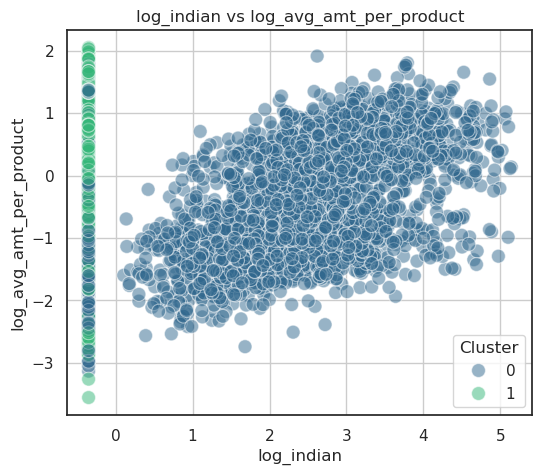 log_indian vs log_avg_amt_per_product
log_avg_amt_per_product
2
1
0
−1
−2
−3
0 1 2 3 4 5
log_indian
Cluster
0
1